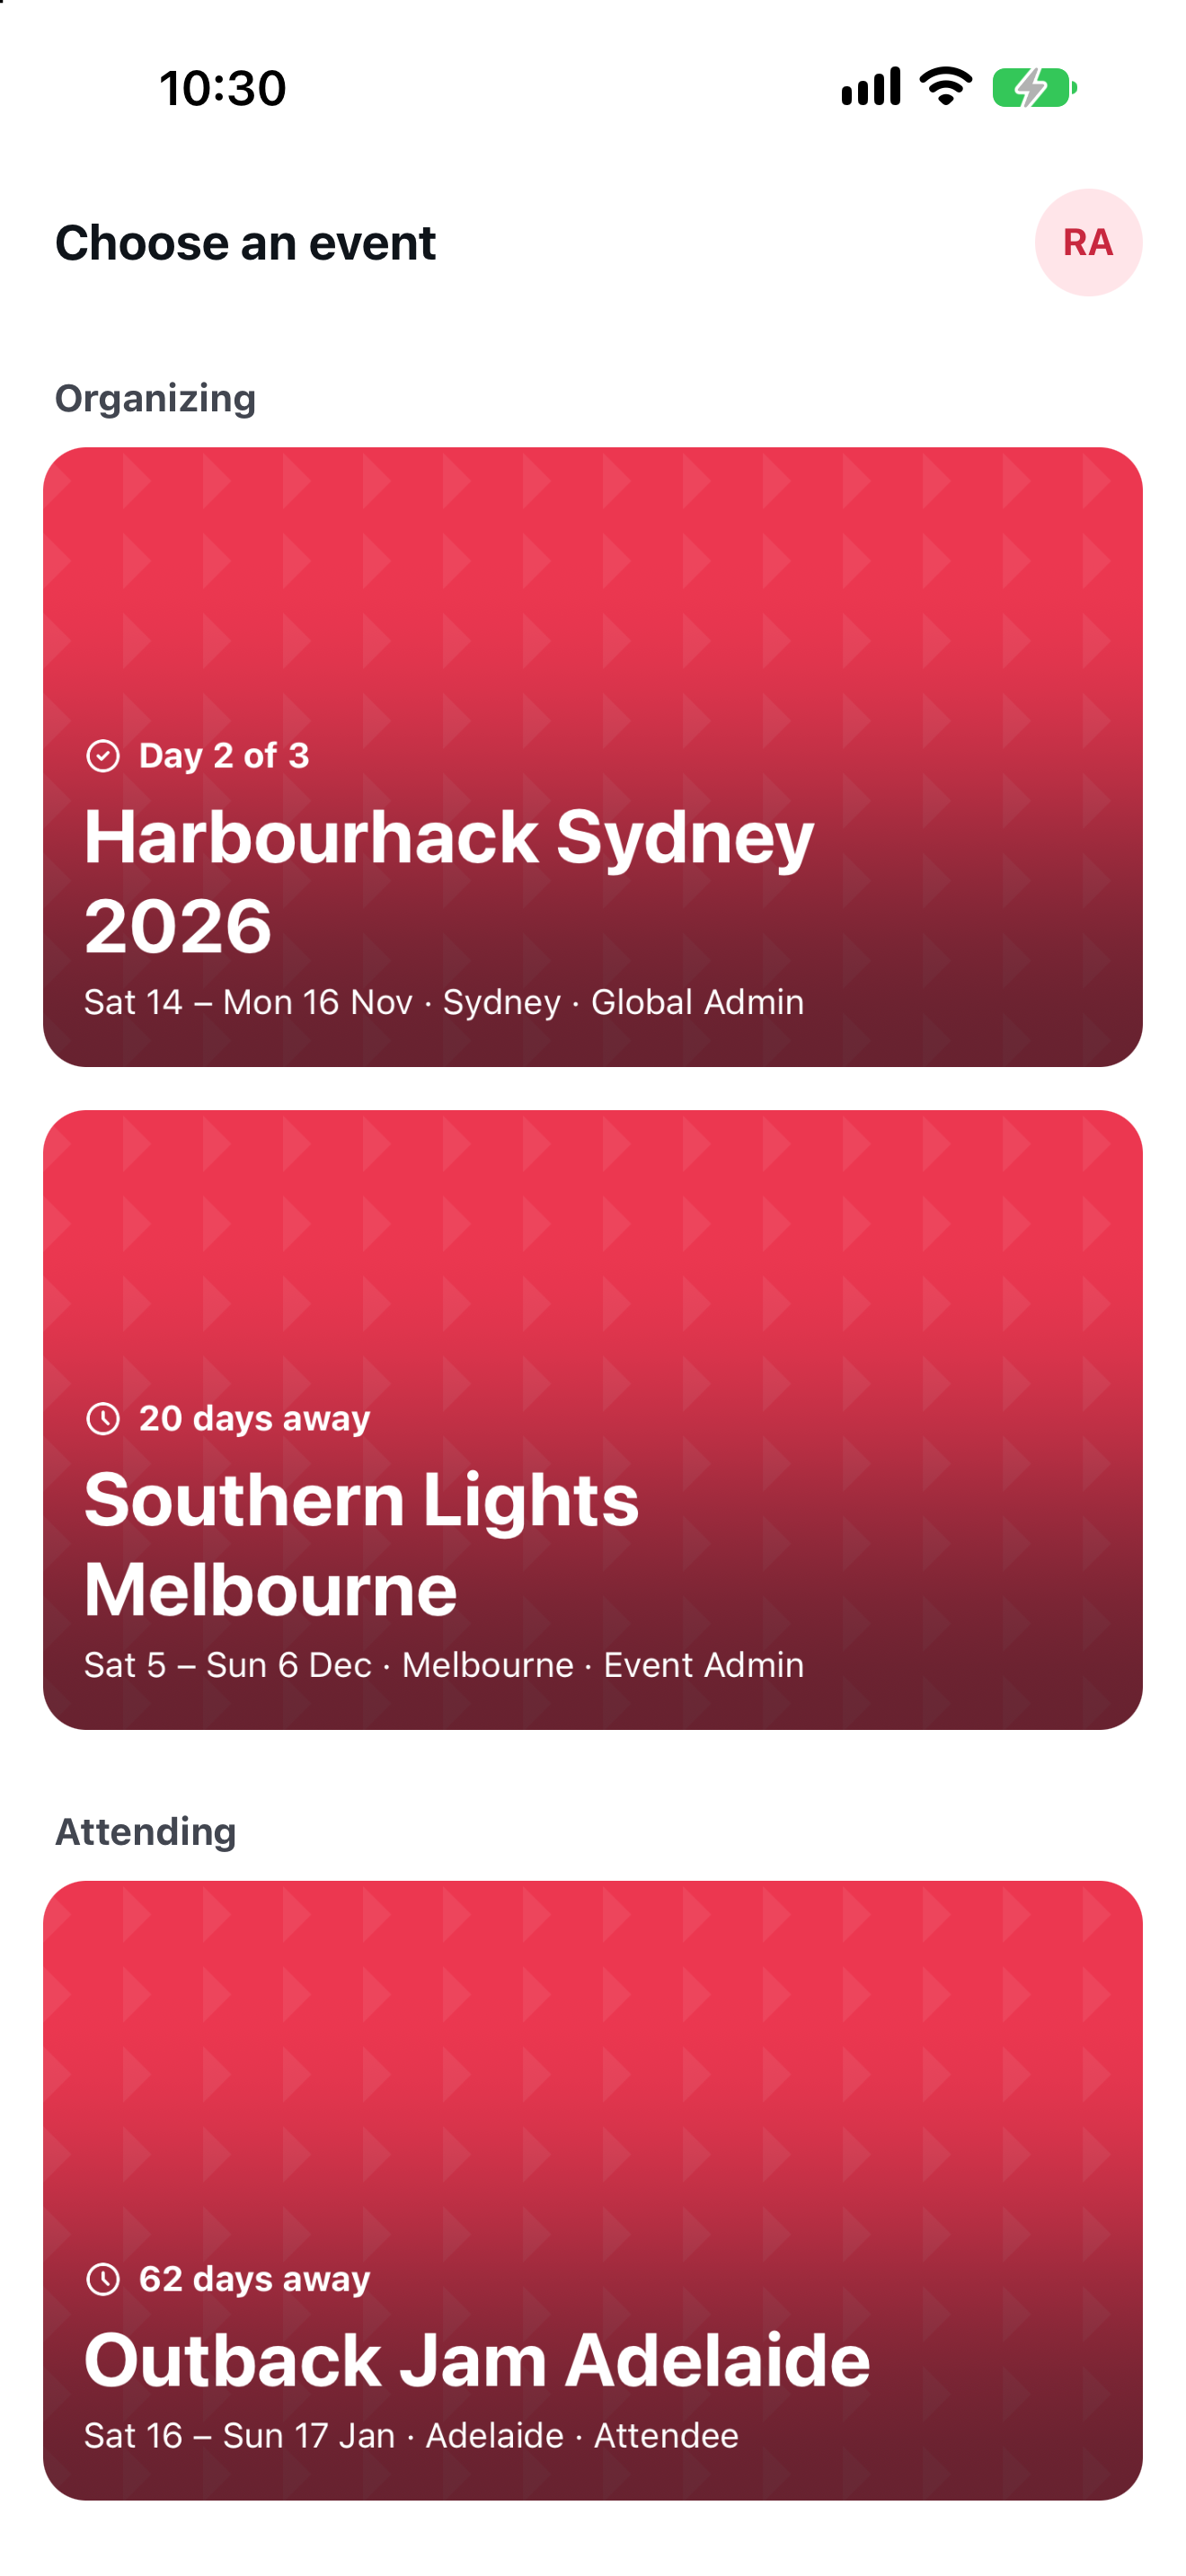 10:30
Choose an event
RA
Organizing
Day 2 of 3
Harbourhack Sydney
2026
Sat 14 – Mon 16 Nov · Sydney · Global Admin
20 days away
Southern Lights
Melbourne
Sat 5 – Sun 6 Dec · Melbourne · Event Admin
Attending
62 days away
Outback Jam Adelaide
Sat 16 – Sun 17 Jan · Adelaide · Attendee